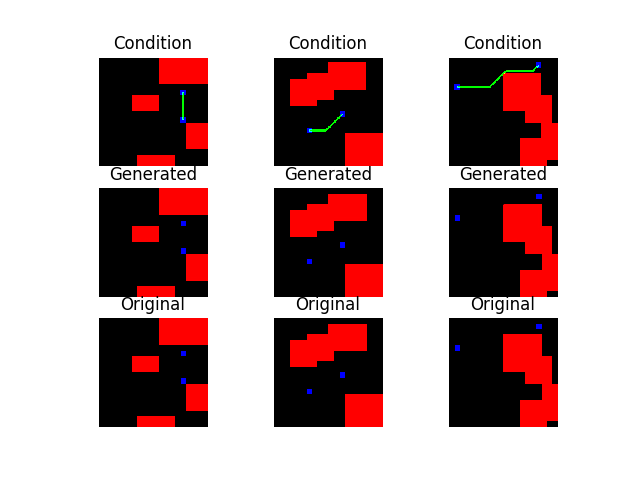 Condition Condition Condition
Generated Generated Generated
Original Original Original